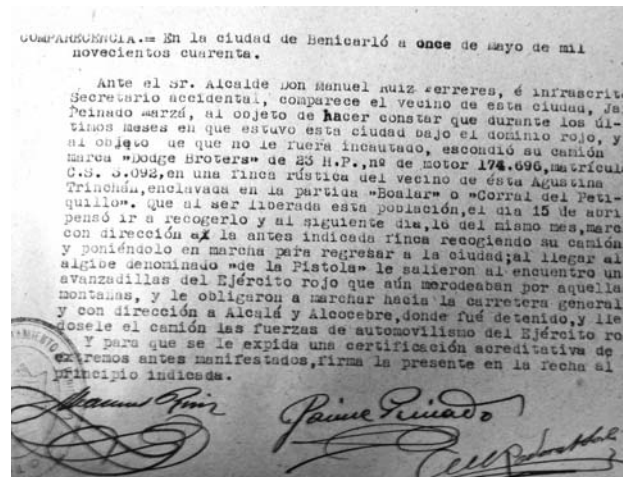 COMPARECENCIA.= En la ciudad de Benicarló a once de Mayo de mil
novecientos cuarenta.
Ante el Sr. Alcalde Don Manuel Ruiz Ferreres, é infrascrito
Secretario accidental, comparece el vecino de esta ciudad, Ja
Peinado Marzá, al objeto de hacer constar que durante los úl-
timos meses en que estuvo esta ciudad bajo el dominio rojo, y
al objeto de que no le fuera incautado, escondió su camión
marca "Dodge Broters" de 23 H.P., nº de motor 174.696, matrícul
C.S. 3.092, en una finca rústica del vecino de ésta Agustina
Trinchan, enclavada en la partida "Boalar" o "Corral del Peti-
quillo". Que al ser liberada esta población, el dia 15 de abri
pensó ir a recogerlo y al siguiente dia, 16 del mismo mes, marc
con dirección a la antes indicada finca recogiendo su camión
y poniéndolo en marcha para regresar a la ciudad; al llegar al
algibe denominado "de la Pistola" le salieron al encuentro un
avanzadillas del Ejército rojo que aún merodeaban por aquella
montañas, y le obligaron a marchar hacia la carretera general
y con dirección a Alcalá y Alcocebre, donde fué detenido, y lle
dosele el camión las fuerzas de automovilismo del Ejército ro
Y para que se le expida una certificación acreditativa de
extremos antes manifestados, firma la presente en la fecha al
principio indicada.
Manuel Ruiz
Jaime Peinado